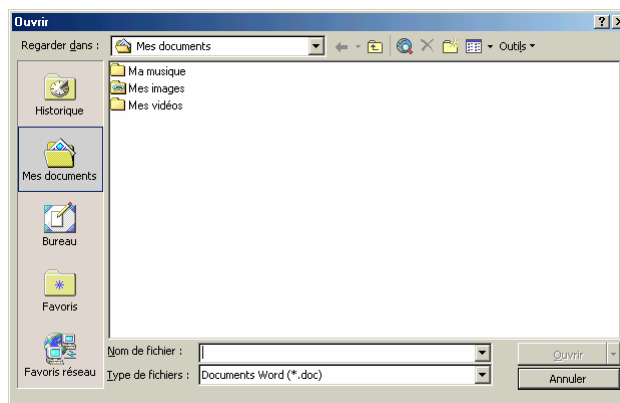 Ouvrir
Regarder dans :
Mes documents
Outils
Historique
Mes documents
Bureau
Favoris
Favoris réseau
Ma musique
Mes images
Mes vidéos
Nom de fichier :
Ouvrir
Type de fichiers :
Documents Word (*.doc)
Annuler